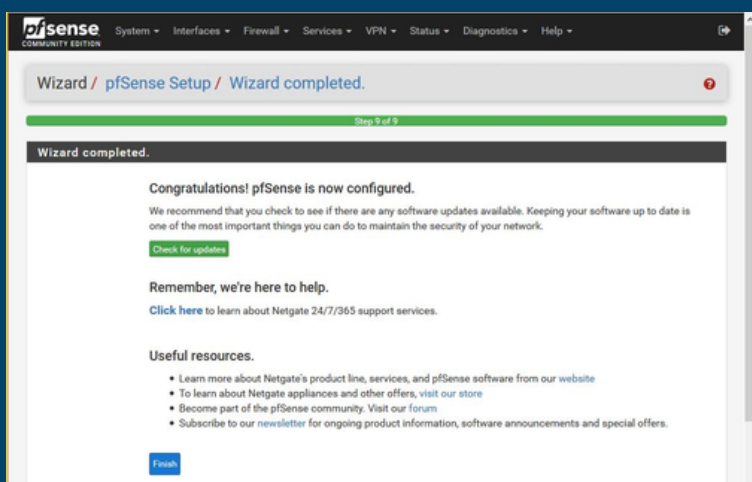 pfsense
COMMUNITY EDITION
System Interfaces Firewall Services VPN Status Diagnostics Help
Wizard / pfSense Setup / Wizard completed.
Step 9 of 9
Wizard completed.
Congratulations! pfSense is now configured.
We recommend that you check to see if there are any software updates available. Keeping your software up to date is
one of the most important things you can do to maintain the security of your network.
Check for updates
Remember, we're here to help.
Click here to learn about Netgate 24/7/365 support services.
Useful resources.
• Learn more about Netgate's product line, services, and pfSense software from our website
• To learn about Netgate appliances and other offers, visit our store
• Become part of the pfSense community. Visit our forum
• Subscribe to our newsletter for ongoing product information, software announcements and special offers.
Finish